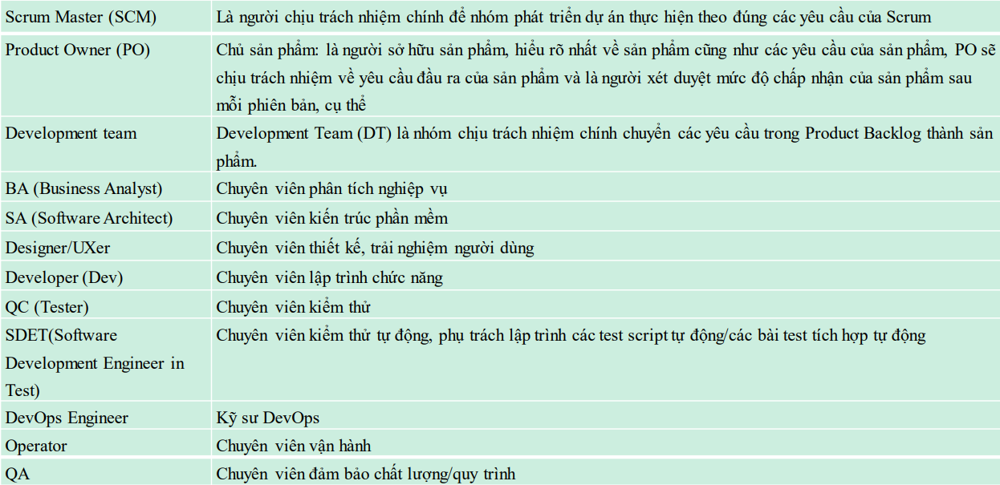 Scrum Master (SCM)
Là người chịu trách nhiệm chính để nhóm phát triển dự án thực hiện theo đúng các yêu cầu của Scrum
Product Owner (PO)
Chủ sản phẩm: là người sở hữu sản phẩm, hiểu rõ nhất về sản phẩm cũng như các yêu cầu của sản phẩm, PO sẽ
chịu trách nhiệm về yêu cầu đầu ra của sản phẩm và là người xét duyệt mức độ chấp nhận của sản phẩm sau
mỗi phiên bản, cụ thể
Development team
Development Team (DT) là nhóm chịu trách nhiệm chính chuyển các yêu cầu trong Product Backlog thành sản
phẩm.
BA (Business Analyst)
Chuyên viên phân tích nghiệp vụ
SA (Software Architect)
Chuyên viên kiến trúc phần mềm
Designer/UXer
Chuyên viên thiết kế, trải nghiệm người dùng
Developer (Dev)
Chuyên viên lập trình chức năng
QC (Tester)
Chuyên viên kiểm thử
SDET(Software
Development Engineer in
Test)
Chuyên viên kiểm thử tự động, phụ trách lập trình các test script tự động/các bài test tích hợp tự động
DevOps Engineer
Kỹ sư DevOps
Operator
Chuyên viên vận hành
QA
Chuyên viên đảm bảo chất lượng/quy trình